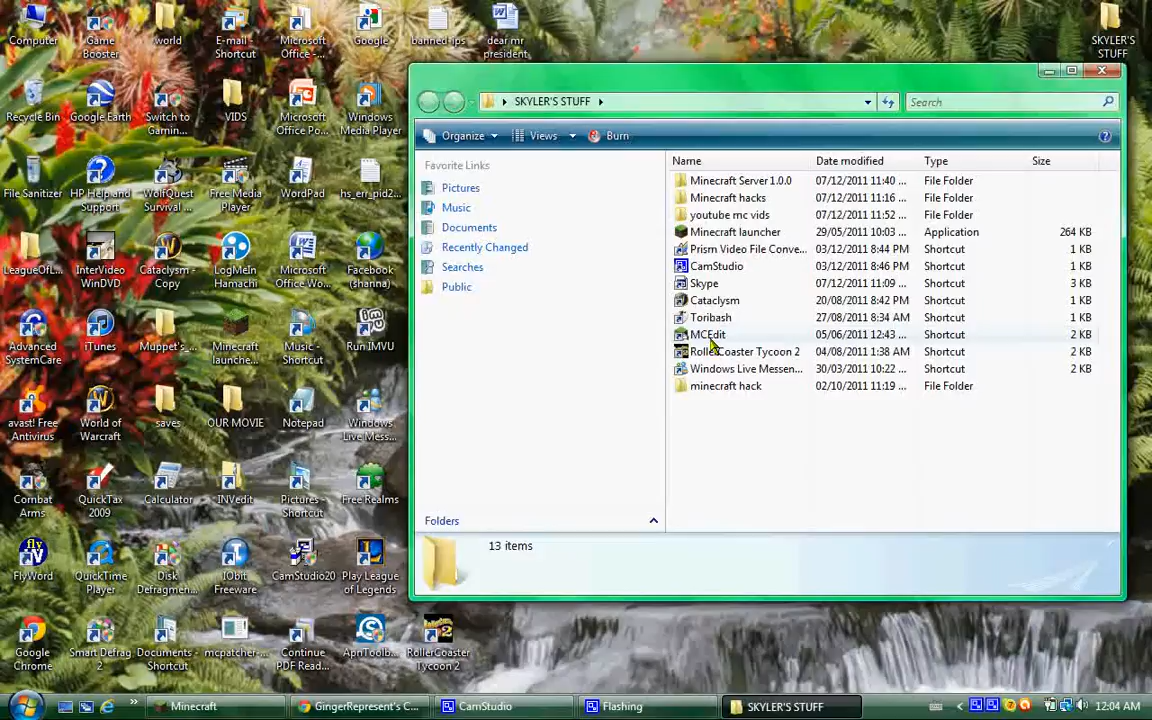 Computer
Game Booster
world
E-mail - Shortcut
Microsoft Office - ...
Google
banned-ips
dear mr president
SKYLER'S STUFF
Recycle Bin
Google Earth
Switch to Garnin...
VIDS
Microsoft Office Po...
Windows Media Player
File Sanitizer
HP Help and Support
WolfQuest Survival ...
Free Media Player
WordPad
hs_err_pid2...
LeagueOfL...
InterVideo WinDVD
Cataclysm - Copy
LogMeIn Hamachi
Microsoft Office Wo...
Facebook (shanna)
Advanced SystemCare
iTunes
Muppet's_...
Minecraft launche...
Music - Shortcut
Run IMVU
avast! Free Antivirus
World of Warcraft
saves
OUR MOVIE
Notepad
Windows Live Mess...
Combat Arms
QuickTax 2009
Calculator
INVedit
Pictures - Shortcut
Free Realms
fly
FlyWord
QuickTime Player
Disk Defragmen...
IObit Freeware
CamStudio20
Play League of Legends
Google Chrome
Smart Defrag 2
Documents - Shortcut
mcpatcher-...
Continue PDF Read...
ApnToolb...
RollerCoaster Tycoon 2
SKYLER'S STUFF
Search
Organize
Views
Burn
Favorite Links
Pictures
Music
Documents
Recently Changed
Searches
Public
Folders
Name Date modified Type Size
Minecraft Server 1.0.0 07/12/2011 11:40 ... File Folder
Minecraft hacks 07/12/2011 11:16 ... File Folder
youtube mc vids 07/12/2011 11:52 ... File Folder
Minecraft launcher 29/05/2011 10:03 ... Application 264 KB
Prism Video File Conve... 03/12/2011 8:44 PM Shortcut 1 KB
CamStudio 03/12/2011 8:46 PM Shortcut 1 KB
Skype 07/12/2011 11:09 ... Shortcut 3 KB
Cataclysm 20/08/2011 8:42 PM Shortcut 1 KB
Toribash 27/08/2011 8:34 AM Shortcut 1 KB
MCEdit 05/06/2011 12:43 ... Shortcut 2 KB
RollerCoaster Tycoon 2 04/08/2011 1:38 AM Shortcut 2 KB
Windows Live Messen... 30/03/2011 10:22 ... Shortcut 2 KB
minecraft hack 02/10/2011 11:19 ... File Folder
13 items
Minecraft
GingerRepresent's C...
CamStudio
Flashing
SKYLER'S STUFF
12:04 AM